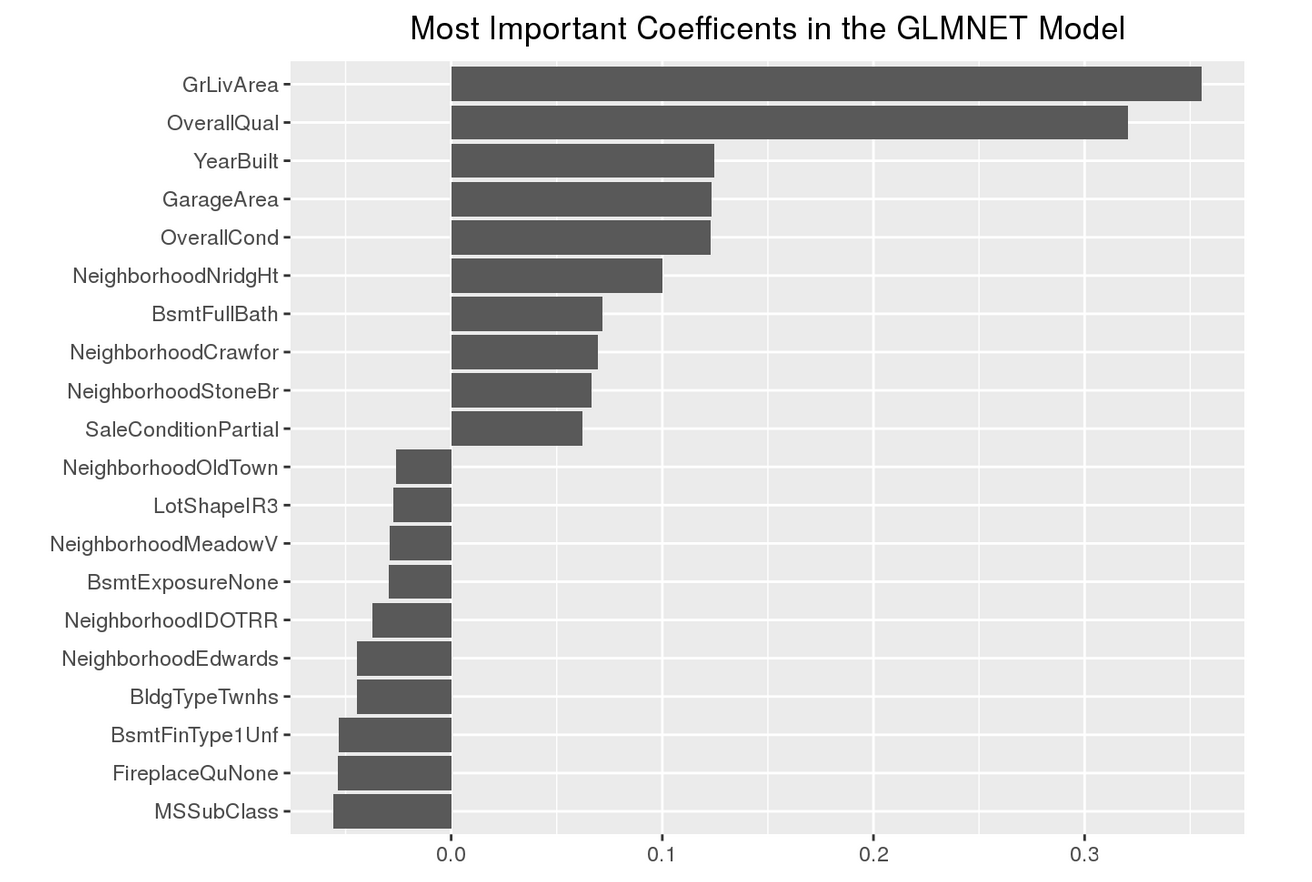 Most Important Coefficents in the GLMNET Model
GrLivArea
OverallQual
YearBuilt
GarageArea
OverallCond
NeighborhoodNridgHt
BsmtFullBath
NeighborhoodCrawfor
NeighborhoodStoneBr
SaleConditionPartial
NeighborhoodOldTown
LotShapeIR3
NeighborhoodMeadowV
BsmtExposureNone
NeighborhoodIDOTRR
NeighborhoodEdwards
BldgTypeTwnhs
BsmtFinType1Unf
FireplaceQuNone
MSSubClass
0.0 0.1 0.2 0.3